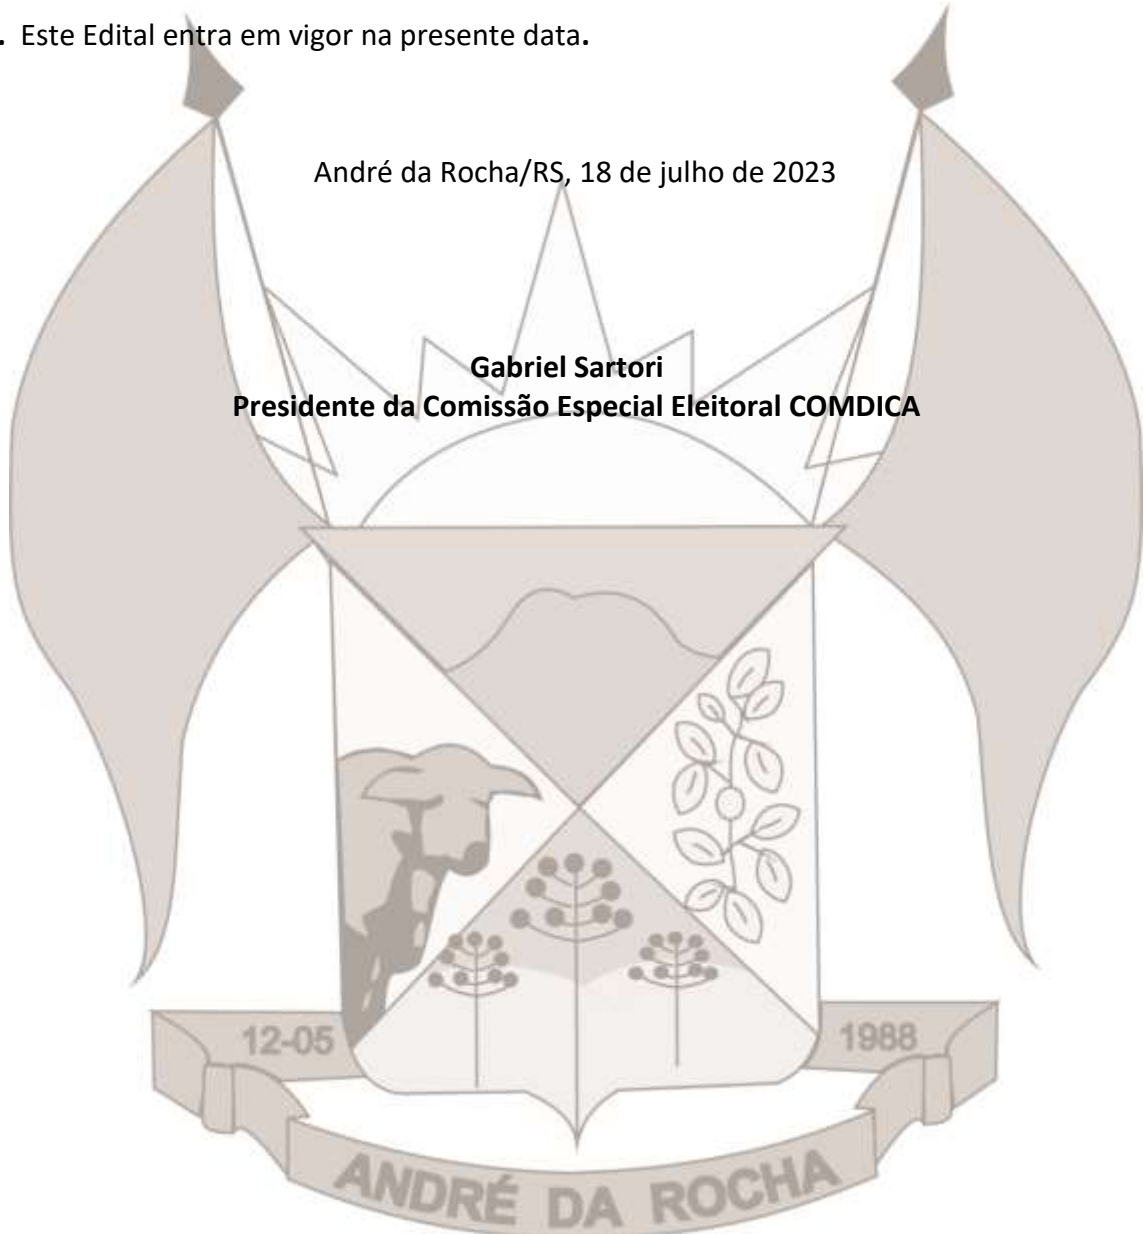 . Este Edital entra em vigor na presente data.
André da Rocha/RS, 18 de julho de 2023
Gabriel Sartori
Presidente da Comissão Especial Eleitoral COMDICA
12-05
1988
ANDRÉ DA ROCHA